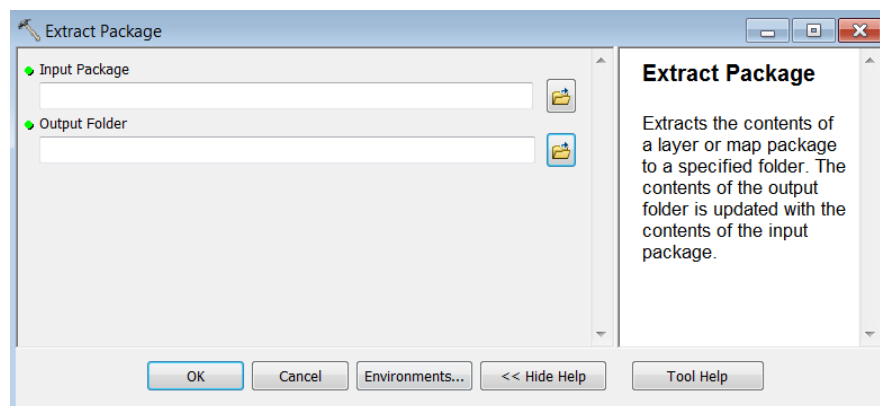 Extract Package
Input Package
Output Folder
Extract Package
Extracts the contents of
a layer or map package
to a specified folder. The
contents of the output
folder is updated with the
contents of the input
package.
OK
Cancel
Environments...
<< Hide Help
Tool Help